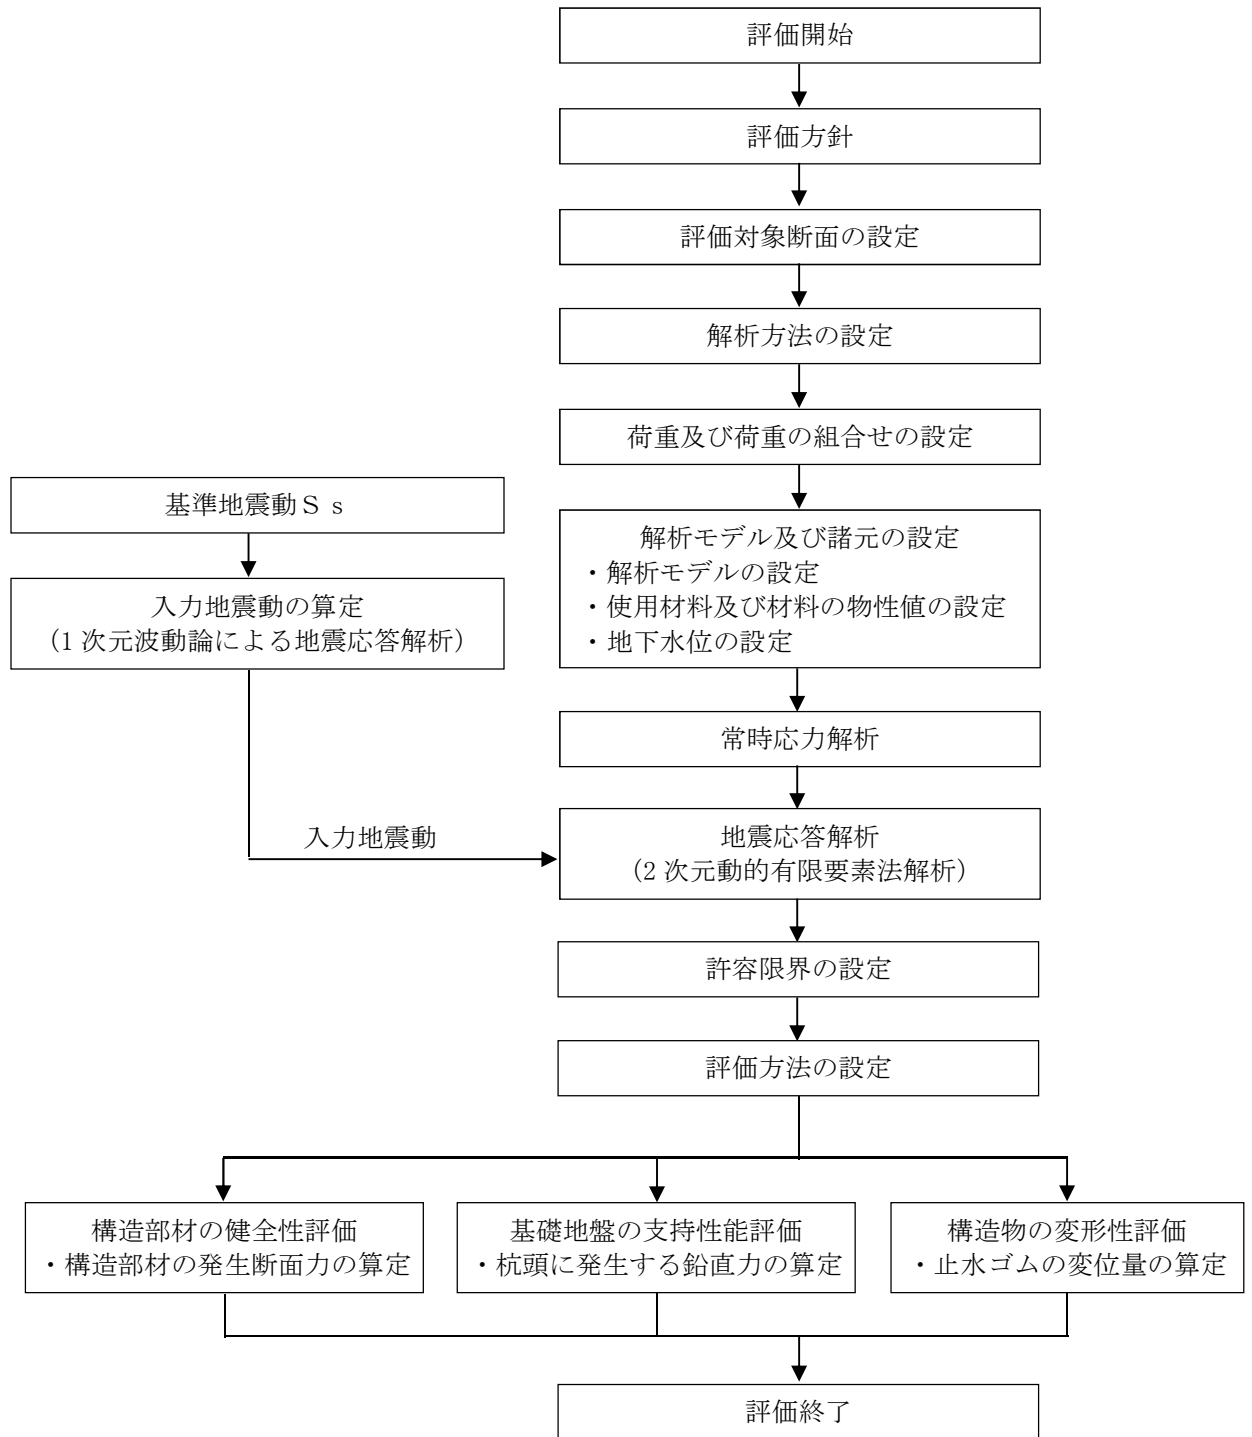 評価開始
評価方針
評価対象断面の設定
解析方法の設定
荷重及び荷重の組合せの設定
基準地震動Ｓｓ
入力地震動の算定
（1 次元波動論による地震応答解析）
解析モデル及び諸元の設定
・解析モデルの設定
・使用材料及び材料の物性値の設定
・地下水位の設定
常時応力解析
入力地震動
地震応答解析
（2 次元動的有限要素法解析）
許容限界の設定
評価方法の設定
構造部材の健全性評価
・構造部材の発生断面力の算定
基礎地盤の支持性能評価
・杭頭に発生する鉛直力の算定
構造物の変形性評価
・止水ゴムの変位量の算定
評価終了